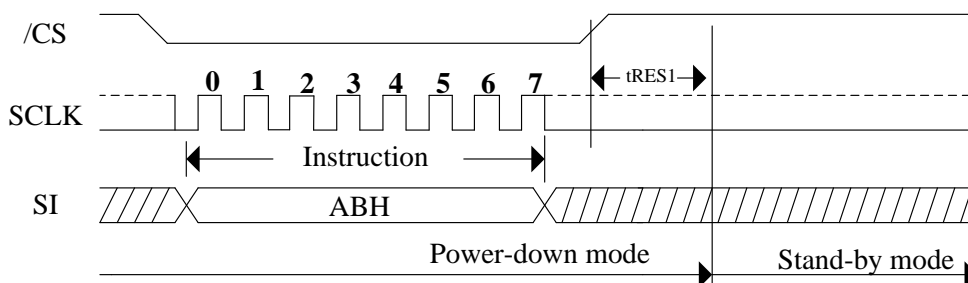 /CS
tRES1
0 1 2 3 4 5 6 7
SCLK
Instruction
SI
ABH
Power-down mode
Stand-by mode